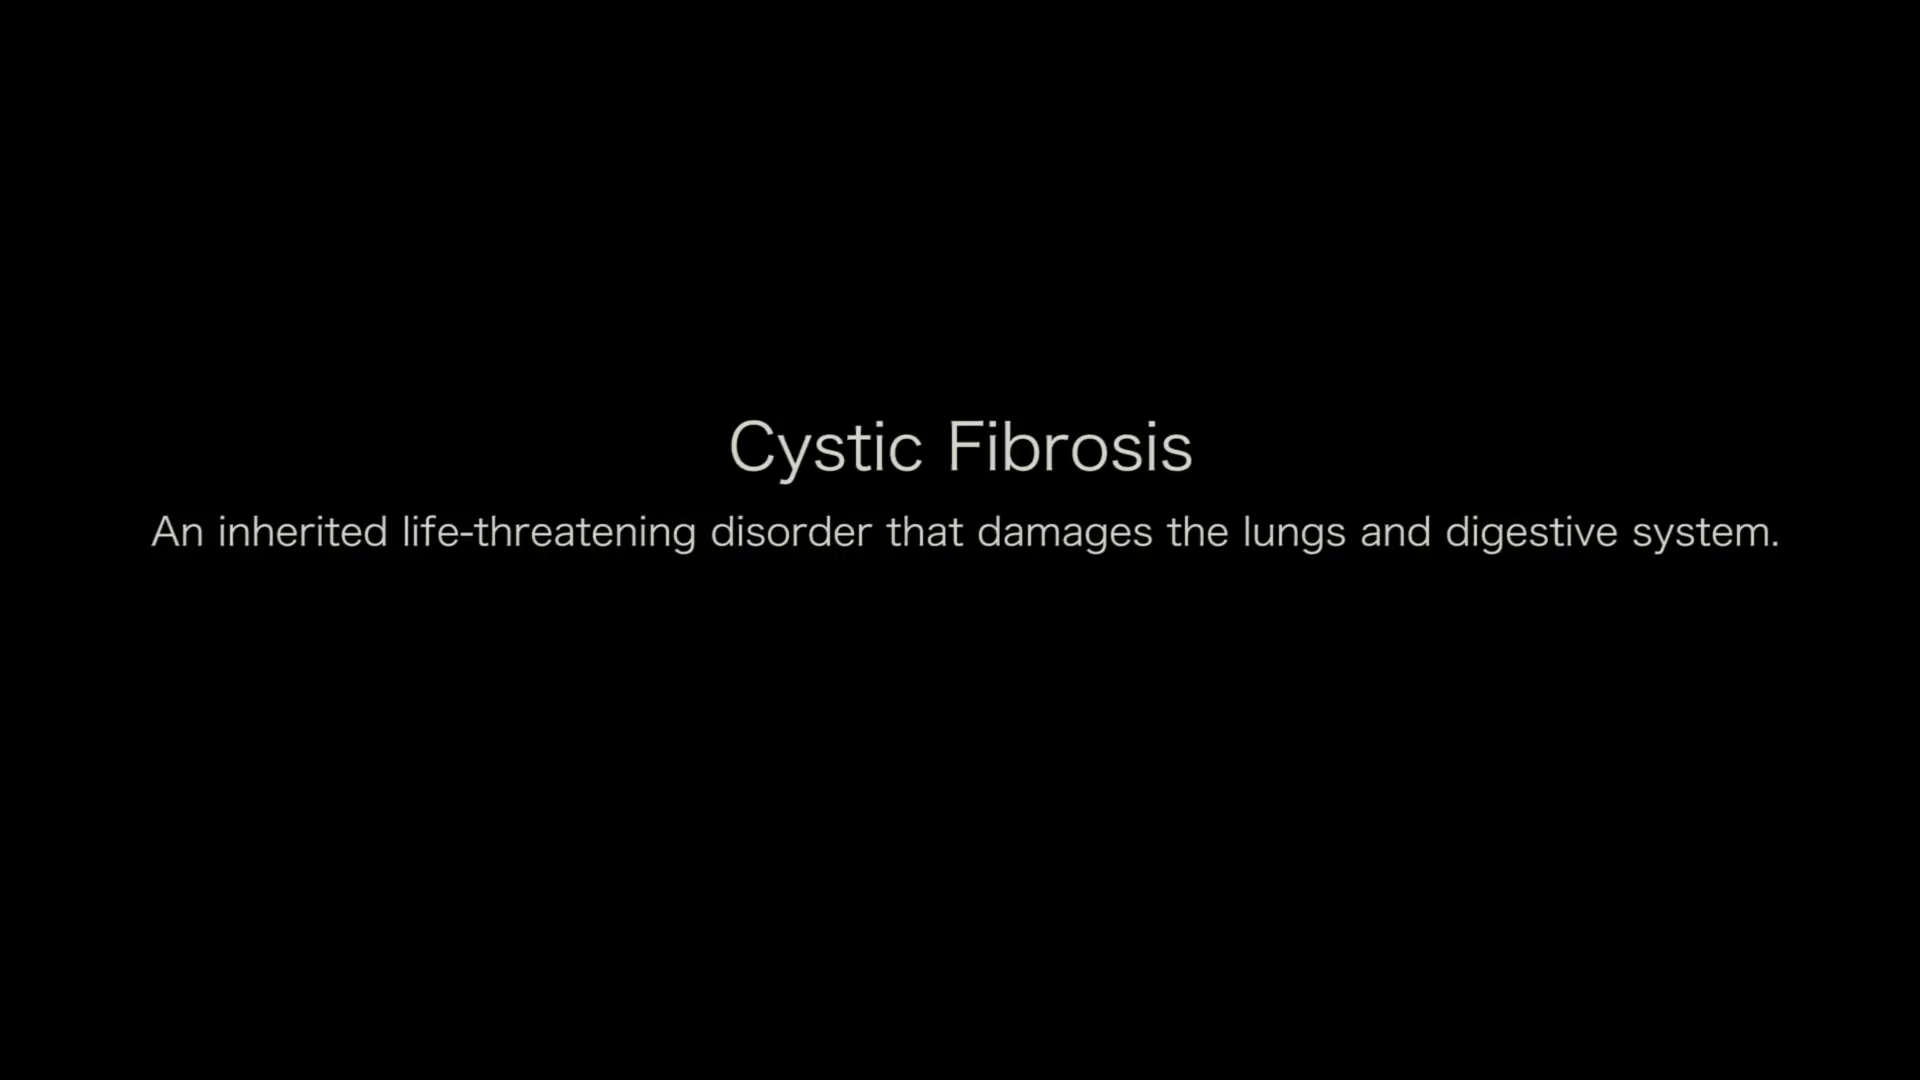 Cystic Fibrosis
An inherited life-threatening disorder that damages the lungs and digestive system.